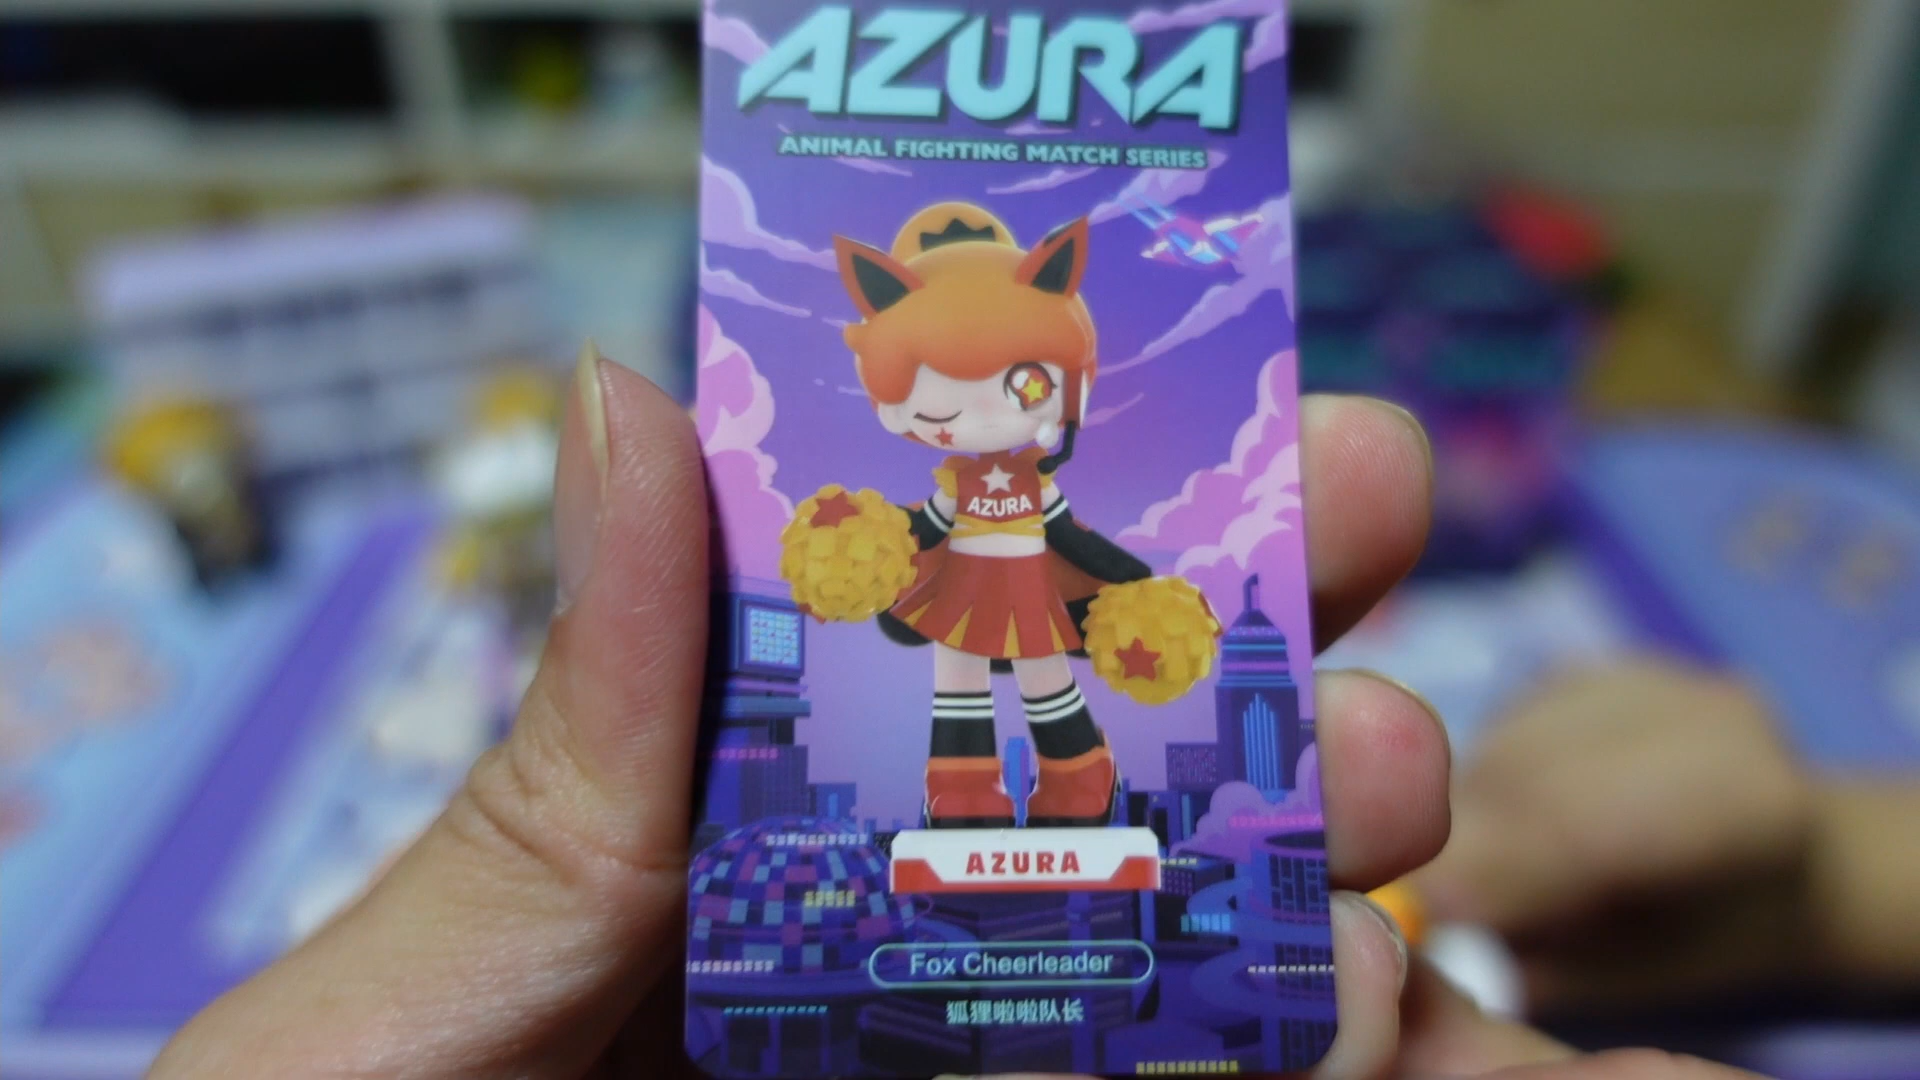 AZURA
ANIMAL FIGHTING MATCH SERIES
AZURA
AZURA
Fox Cheerleader
狐狸啦啦队长